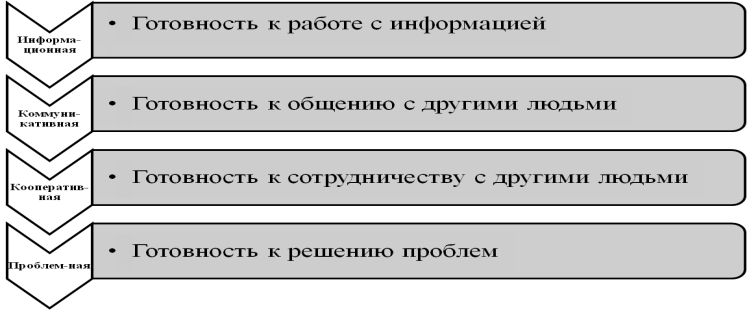 Информа-
ционная
• Готовность к работе с информацией
Коммуни-
кативная
• Готовность к общению с другими людьми
Кооператив-
ная
• Готовность к сотрудничеству с другими людьми
Проблем-ная
• Готовность к решению проблем